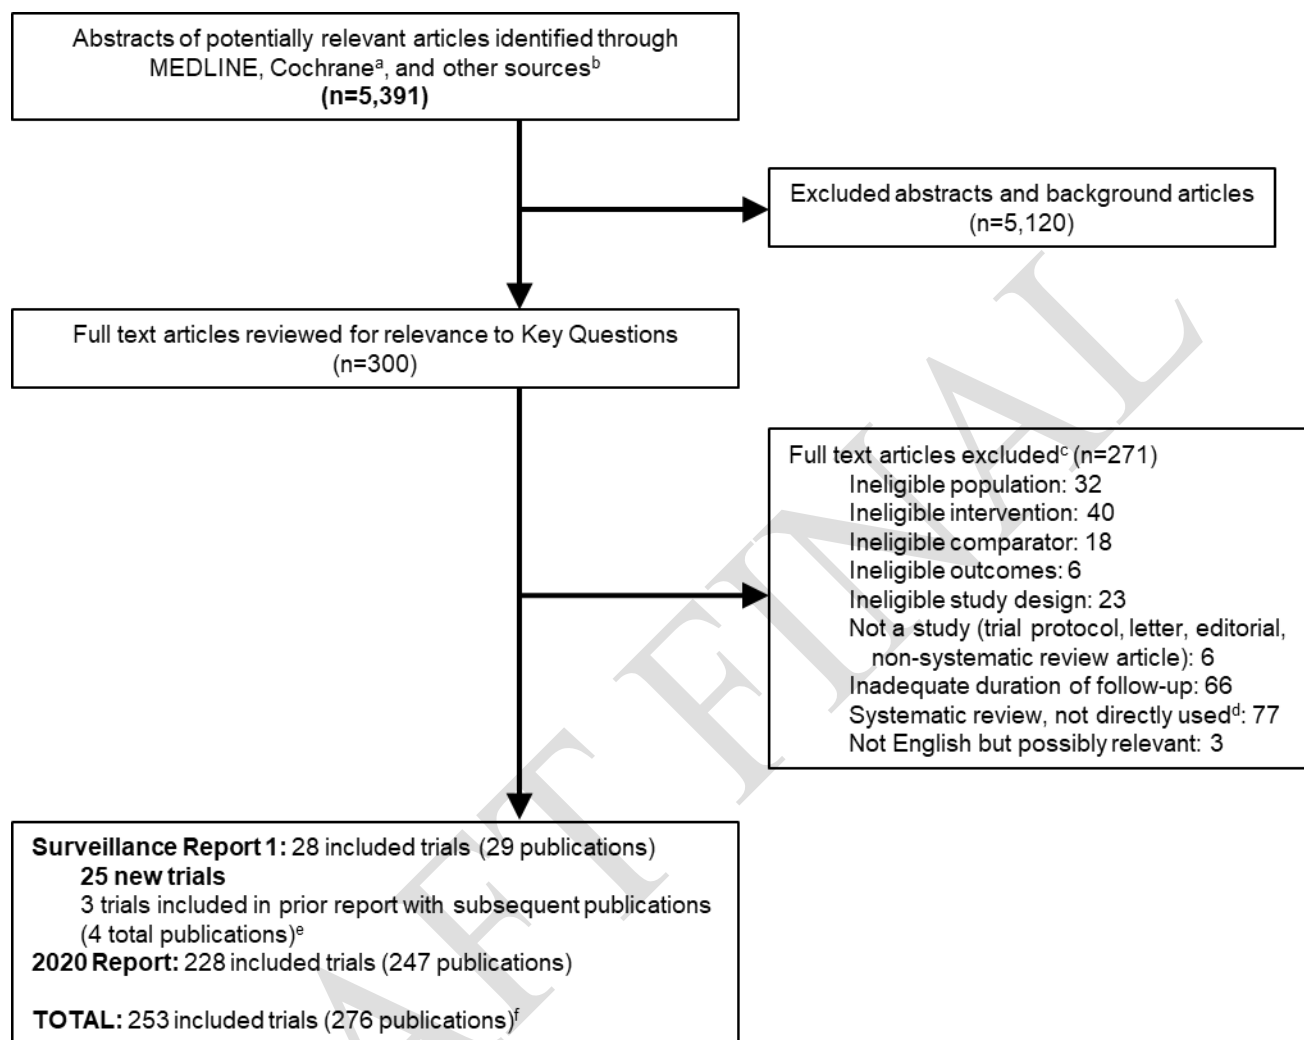 Abstracts of potentially relevant articles identified through
MEDLINE, Cochraneᵃ, and other sourcesᵇ
(n=5,391)
Excluded abstracts and background articles
(n=5,120)
Full text articles reviewed for relevance to Key Questions
(n=300)
Full text articles excludedᶜ (n=271)
Ineligible population: 32
Ineligible intervention: 40
Ineligible comparator: 18
Ineligible outcomes: 6
Ineligible study design: 23
Not a study (trial protocol, letter, editorial,
non-systematic review article): 6
Inadequate duration of follow-up: 66
Systematic review, not directly usedᵈ: 77
Not English but possibly relevant: 3
Surveillance Report 1: 28 included trials (29 publications)
25 new trials
3 trials included in prior report with subsequent publications
(4 total publications)ᵉ
2020 Report: 228 included trials (247 publications)
TOTAL: 253 included trials (276 publications)ᶠ
AFT FINAL